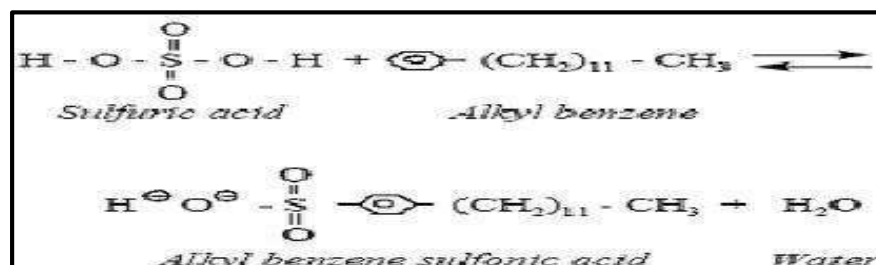 O
H - O - S - O - H + (CH₂)₁₁ - CH₃
O
Sulfuric acid Alkyl benzene
O
H⊖ O⊖ - S (CH₂)₁₁ - CH₃ + H₂O
O
Alkyl benzene sulfonic acid Water